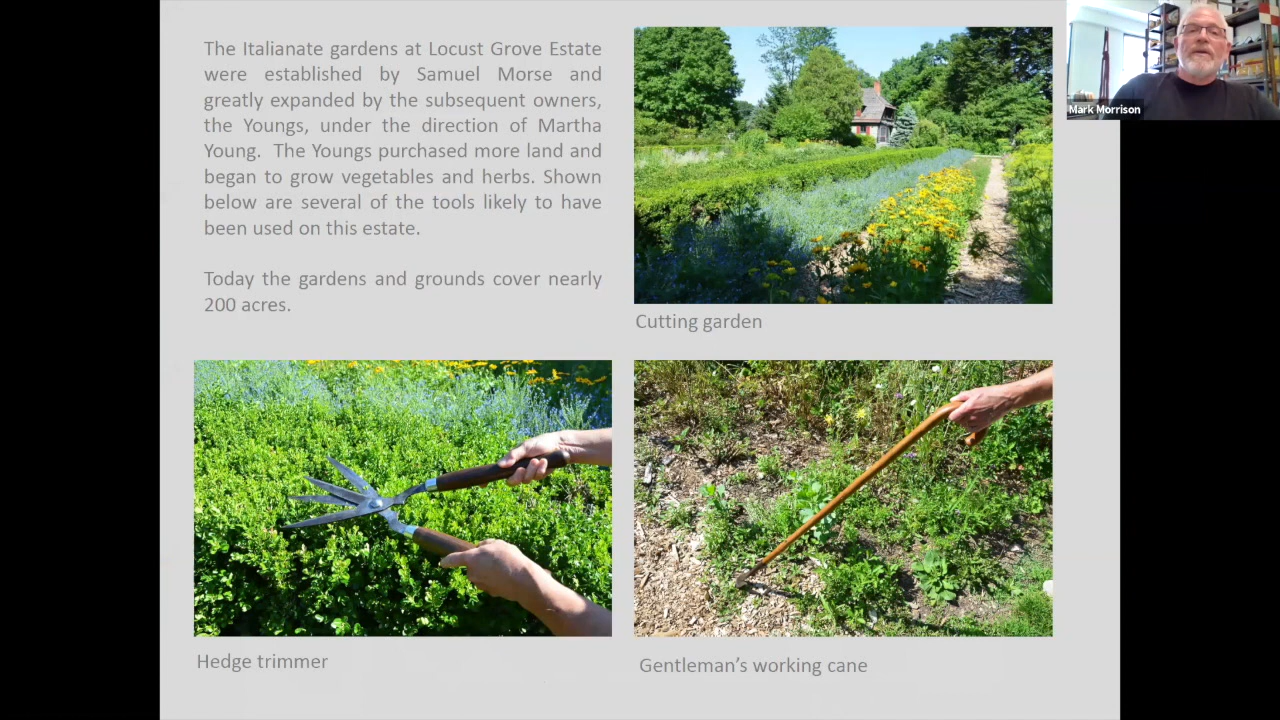 The Italianate gardens at Locust Grove Estate
were established by Samuel Morse and
greatly expanded by the subsequent owners,
the Youngs, under the direction of Martha
Young. The Youngs purchased more land and
began to grow vegetables and herbs. Shown
below are several of the tools likely to have
been used on this estate.
Today the gardens and grounds cover nearly
200 acres.
Mark Morrison
Cutting garden
Hedge trimmer
Gentleman’s working cane